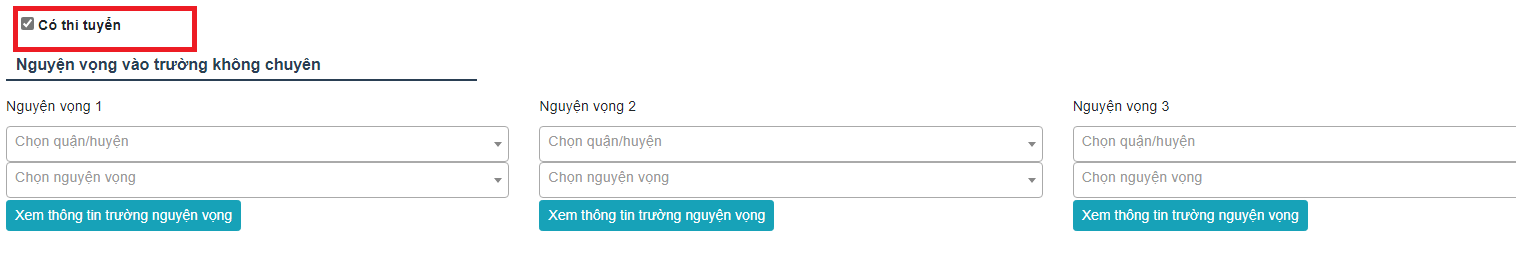 Có thi tuyển
Nguyện vọng vào trường không chuyên
Nguyện vọng 1
Nguyện vọng 2
Nguyện vọng 3
Chọn quận/huyện
Chọn quận/huyện
Chọn quận/huyện
Chọn nguyện vọng
Chọn nguyện vọng
Chọn nguyện vọng
Xem thông tin trường nguyện vọng
Xem thông tin trường nguyện vọng
Xem thông tin trường nguyện vọng